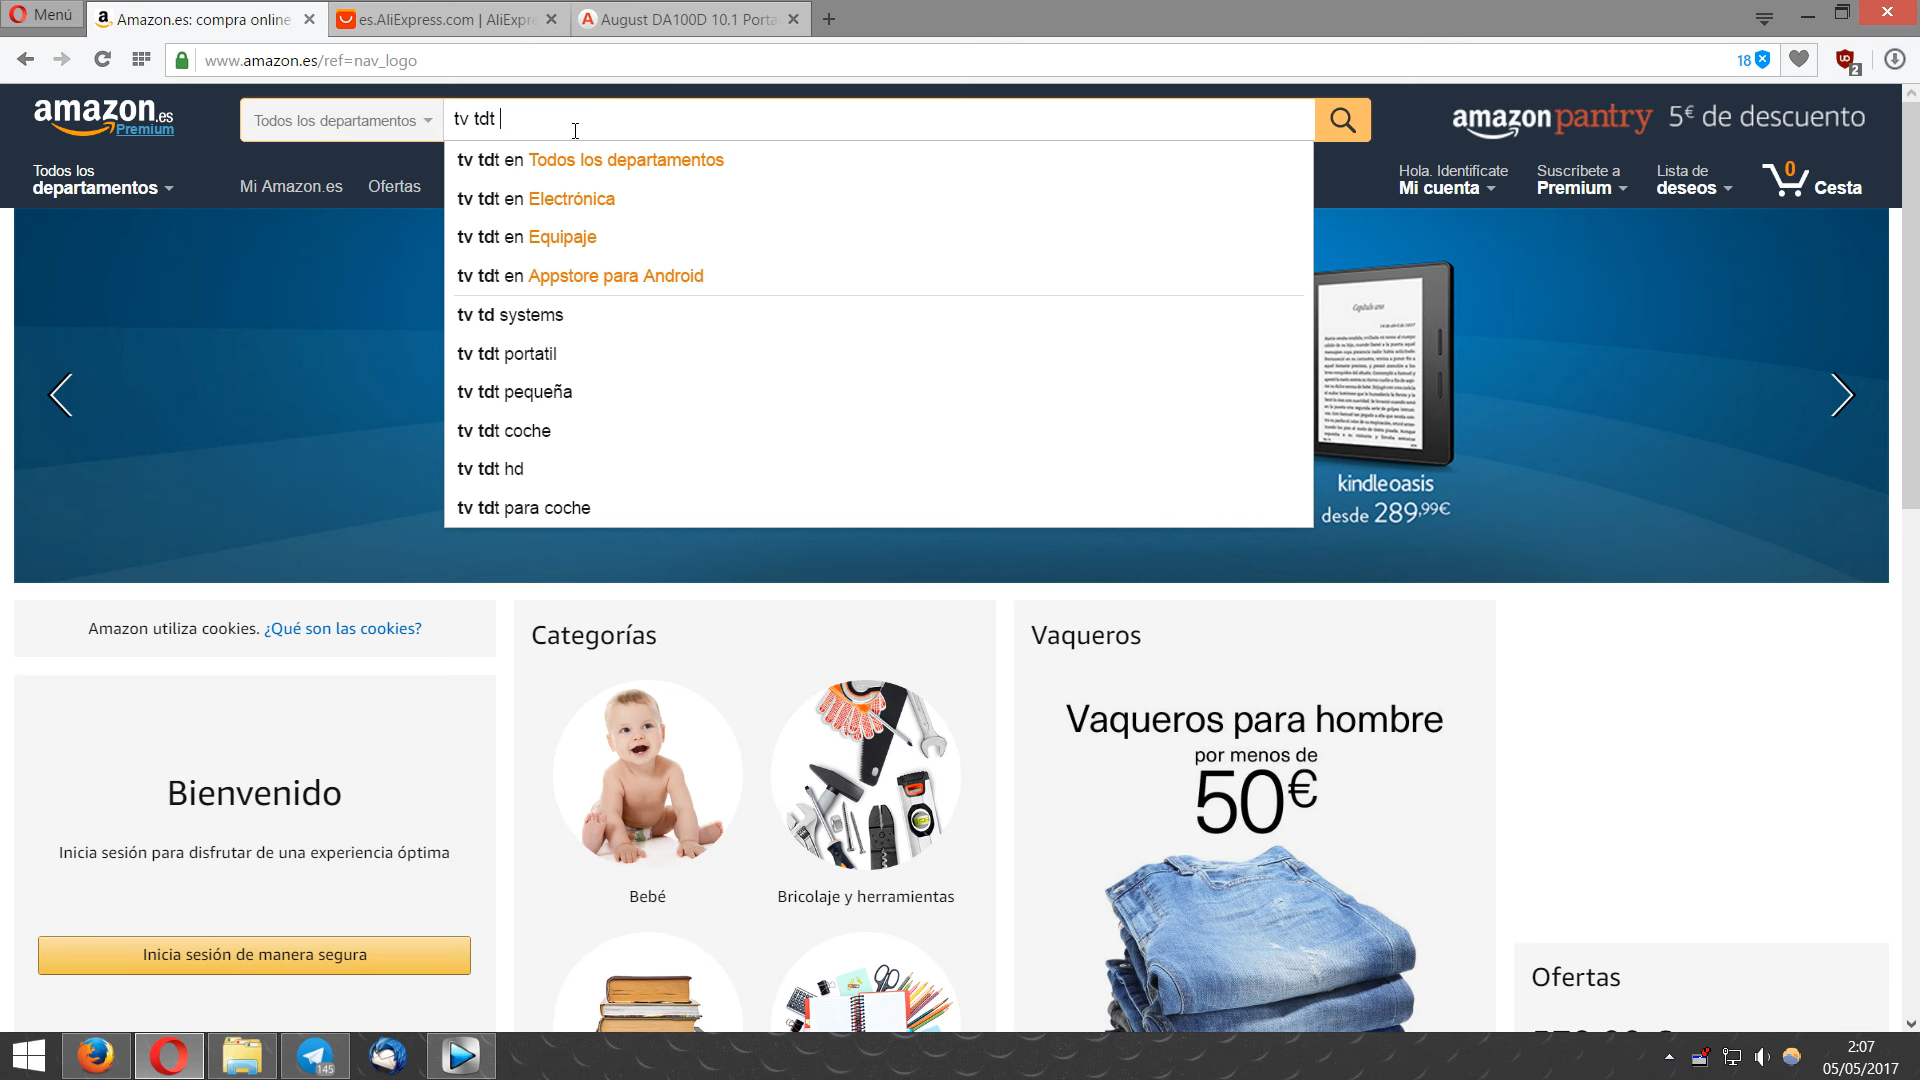 Menú
Amazon.es: compra online
es.AliExpress.com | AliExpre
August DA100D 10.1 Porta
www.amazon.es/ref=nav_logo
18
2
amazon.es
Premium
Todos los departamentos
tv tdt
amazon pantry 5€ de descuento
Todos los
departamentos
Mi Amazon.es
Ofertas
Hola. Identifícate
Mi cuenta
Suscríbete a
Premium
Lista de
deseos
0
Cesta
tv tdt en Todos los departamentos
tv tdt en Electrónica
tv tdt en Equipaje
tv tdt en Appstore para Android
tv td systems
tv tdt portatil
tv tdt pequeña
tv tdt coche
tv tdt hd
tv tdt para coche
Capítulo uno
kindle oasis
desde 289,99€
Amazon utiliza cookies. ¿Qué son las cookies?
Bienvenido
Inicia sesión para disfrutar de una experiencia óptima
Inicia sesión de manera segura
Categorías
Bebé
Bricolaje y herramientas
Vaqueros
Vaqueros para hombre
por menos de
50€
Ofertas
145
2:07
05/05/2017